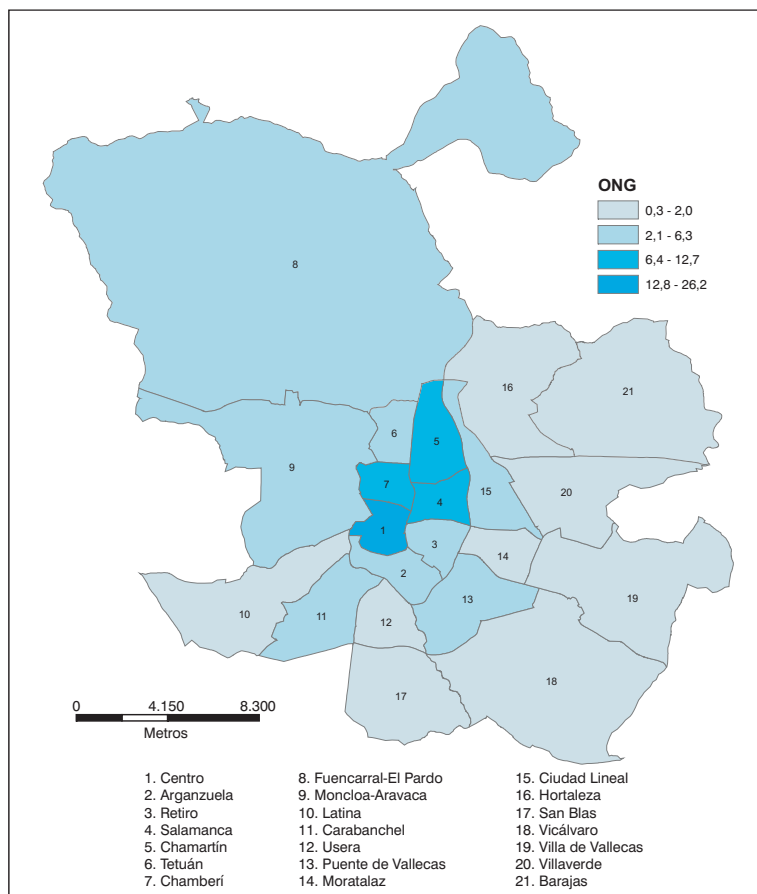 ONG
0,3 - 2,0
2,1 - 6,3
6,4 - 12,7
12,8 - 26,2
8
16
21
6
5
9
7
15
20
4
1
3
14
2
13
19
10
11
12
18
17
0 4.150 8.300
Metros
1. Centro
2. Arganzuela
3. Retiro
4. Salamanca
5. Chamartín
6. Tetuán
7. Chamberí
8. Fuencarral-El Pardo
9. Moncloa-Aravaca
10. Latina
11. Carabanchel
12. Usera
13. Puente de Vallecas
14. Moratalaz
15. Ciudad Lineal
16. Hortaleza
17. San Blas
18. Vicálvaro
19. Villa de Vallecas
20. Villaverde
21. Barajas